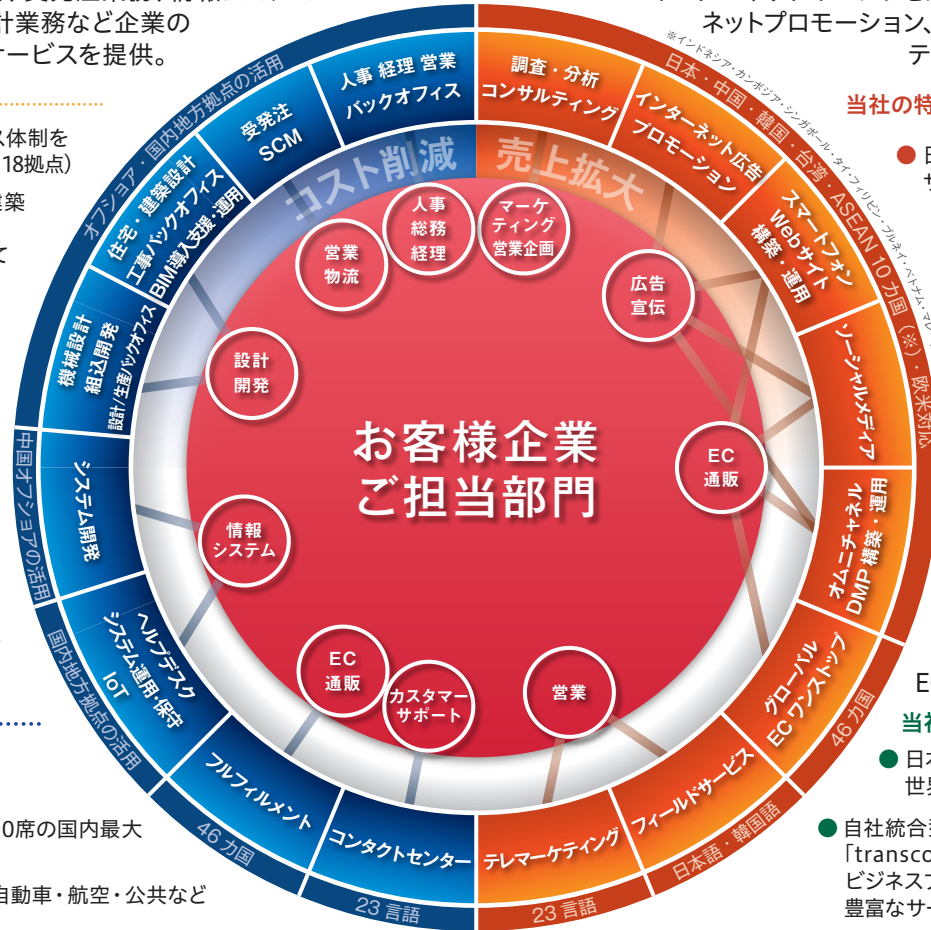 計業務など企業の
サービスを提供。
ス体制を
18拠点）
建築
て
ネットプロモーション、
テ
当社の特
サ
※インドネシア・カンボジア・シンガポール・タイ・フィリピン・ブルネイ・ベトナム・マレ
オフショア・国内地方拠点の活用
日本・中国・韓国・台湾・ASEAN 10カ国（※）・欧米対応
人事 経理 営業
バックオフィス
調査・分析
コンサルティング
受発注
SCM
インターネット広告
プロモーション
住宅・建築設計
工事バックオフィス
BIM導入支援・運用
スマートフォン
Webサイト
構築・運用
機械設計
組込開発
設計/生産バックオフィス
ソーシャルメディア
中国オフショアの活用
システム開発
オムニチャネル
DMP 構築・運用
国内地方拠点の活用
ヘルプデスク
システム運用・保守
IoT
グローバル
EC ワンストップ
46カ国
フルフィルメント
46カ国
フィールドサービス
日本語・韓国語
コンタクトセンター
23言語
テレマーケティング
23言語
コスト削減
売上拡大
人事
総務
経理
マーケ
ティング
営業企画
営業
物流
広告
宣伝
設計
開発
お客様企業
ご担当部門
EC
通販
情報
システム
EC
通販
カスタマー
サポート
営業
0席の国内最大
自動車・航空・公共など
E
当社
● 日本
世界
● 自社統合
「transco
ビジネスプ
豊富なサー